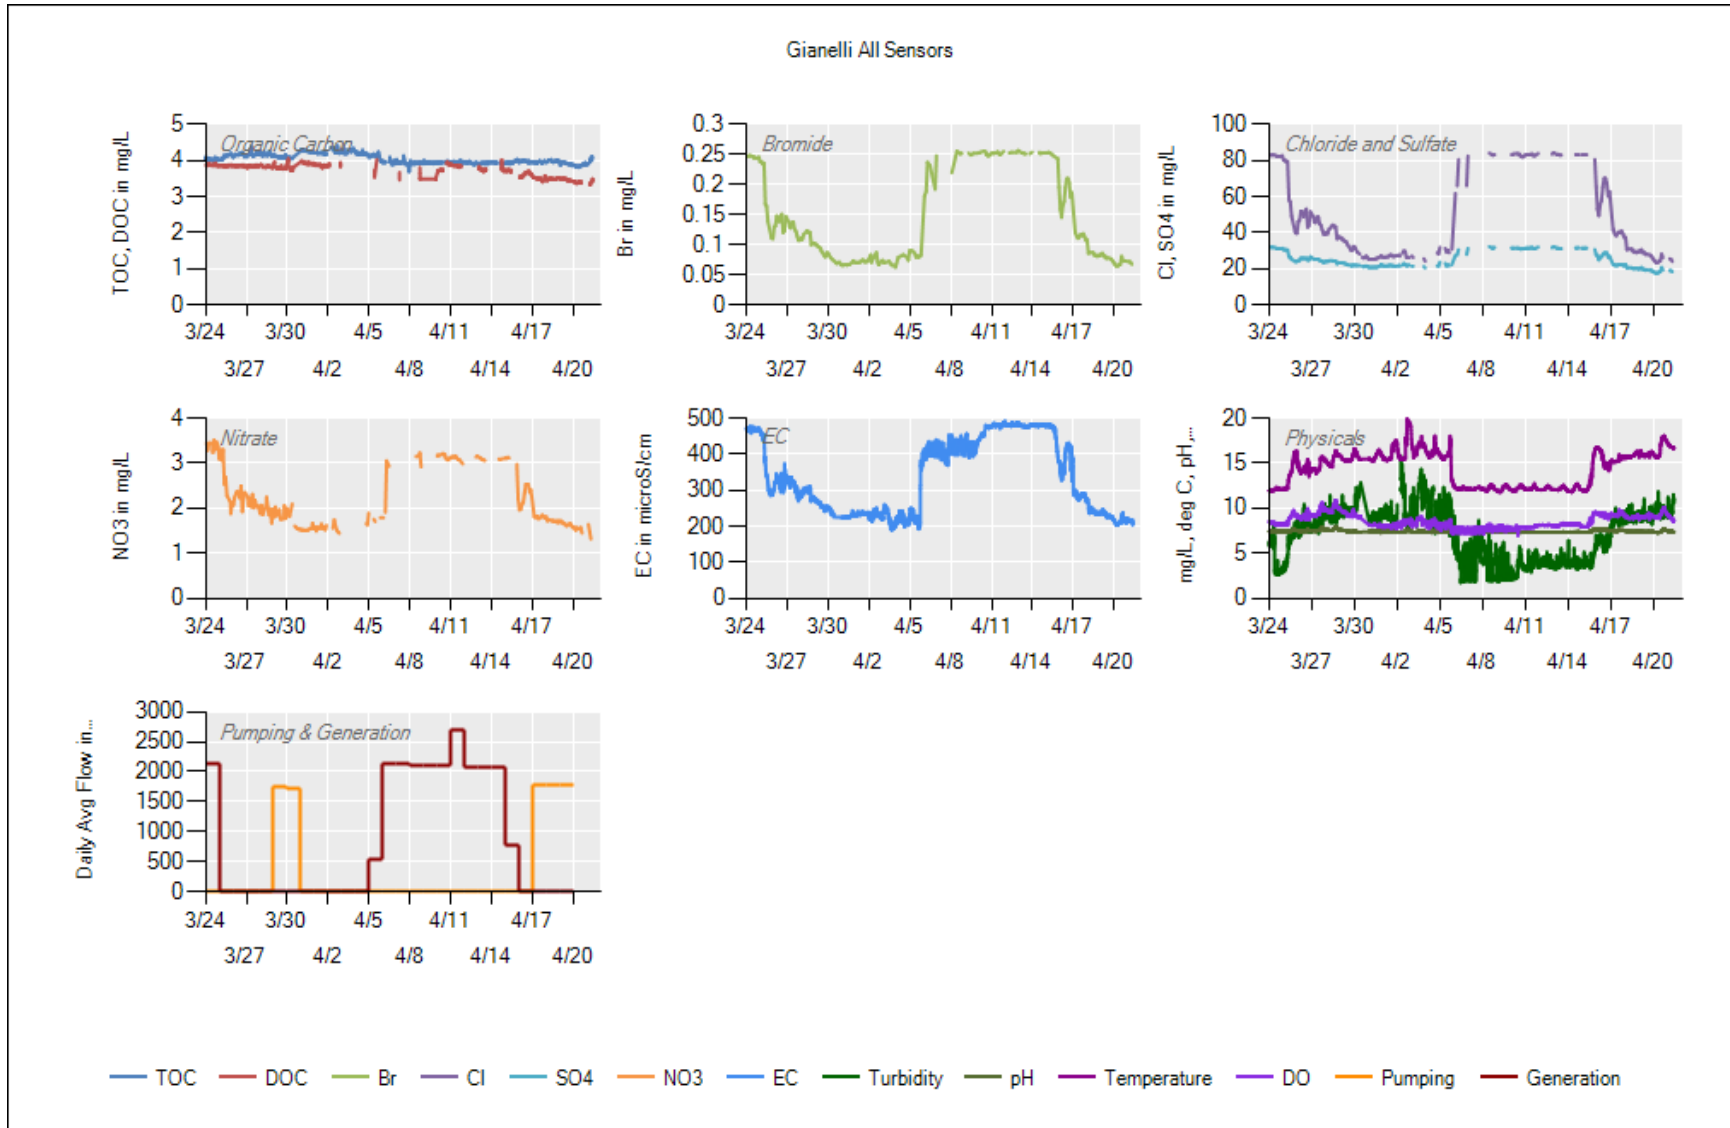 Gianelli All Sensors
TOC, DOC in mg/L
Organic Carbon
5
4
3
2
1
0
3/24 3/30 4/5 4/11 4/17
3/27 4/2 4/8 4/14 4/20
Br in mg/L
Bromide
0.3
0.25
0.2
0.15
0.1
0.05
0
3/24 3/30 4/5 4/11 4/17
3/27 4/2 4/8 4/14 4/20
Cl, SO4 in mg/L
Chloride and Sulfate
100
80
60
40
20
0
3/24 3/30 4/5 4/11 4/17
3/27 4/2 4/8 4/14 4/20
NO3 in mg/L
Nitrate
4
3
2
1
0
3/24 3/30 4/5 4/11 4/17
3/27 4/2 4/8 4/14 4/20
EC in microS/cm
EC
500
400
300
200
100
0
3/24 3/30 4/5 4/11 4/17
3/27 4/2 4/8 4/14 4/20
mg/L, deg C, pH,...
Physicals
20
15
10
5
0
3/24 3/30 4/5 4/11 4/17
3/27 4/2 4/8 4/14 4/20
Daily Avg Flow in...
Pumping & Generation
3000
2500
2000
1500
1000
500
0
3/24 3/30 4/5 4/11 4/17
3/27 4/2 4/8 4/14 4/20
TOC DOC Br Cl SO4 NO3 EC Turbidity pH Temperature DO Pumping Generation